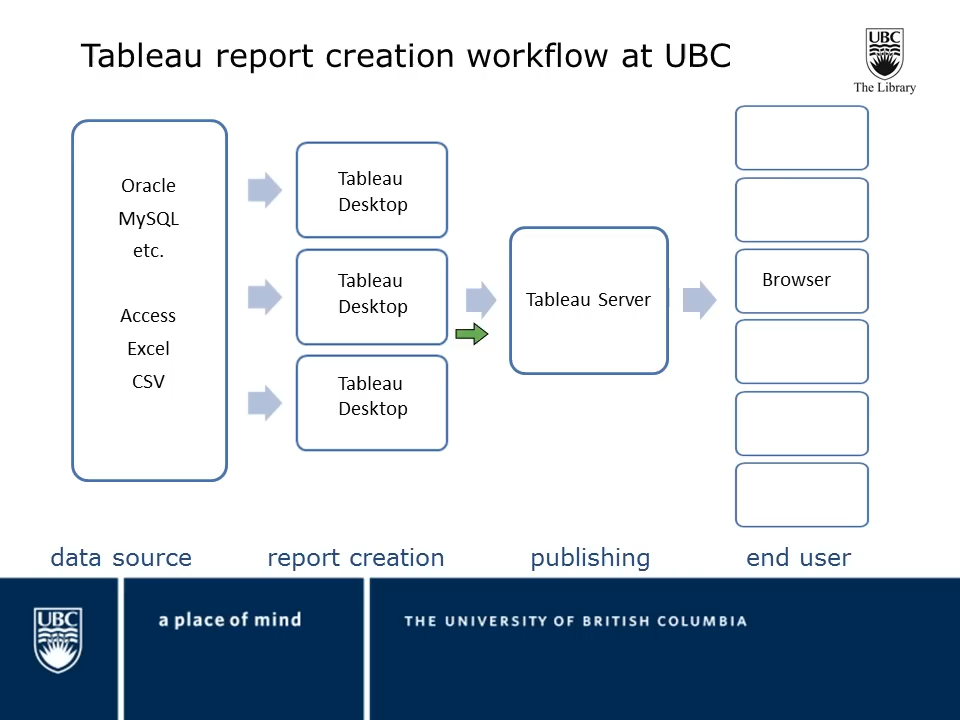 Tableau report creation workflow at UBC
UBC
The Library
Oracle
MySQL
etc.
Access
Excel
CSV
Tableau
Desktop
Tableau
Desktop
Tableau
Desktop
Tableau Server
Browser
data source
report creation
publishing
end user
UBC
a place of mind
THE UNIVERSITY OF BRITISH COLUMBIA